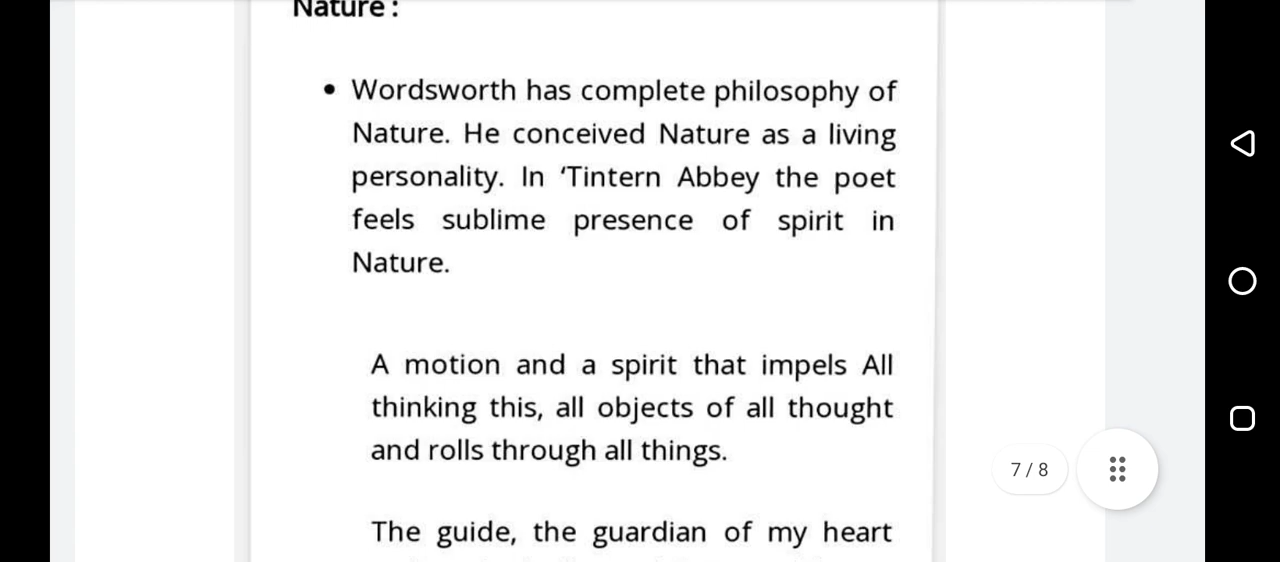 Nature :
• Wordsworth has complete philosophy of
Nature. He conceived Nature as a living
personality. In ‘Tintern Abbey the poet
feels sublime presence of spirit in
Nature.
A motion and a spirit that impels All
thinking this, all objects of all thought
and rolls through all things.
7 / 8
The guide, the guardian of my heart